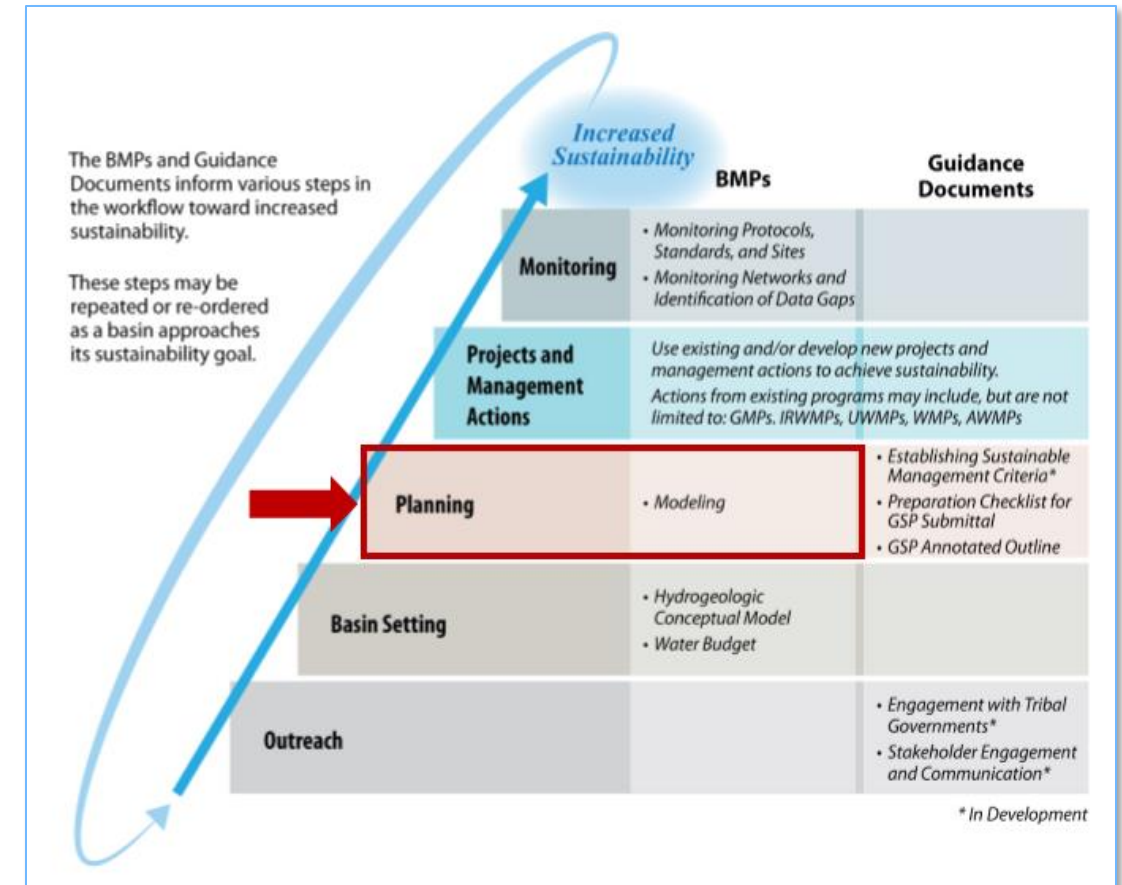 The BMPs and Guidance
Documents inform various steps in
the workflow toward increased
sustainability.
These steps may be
repeated or re-ordered
as a basin approaches
its sustainability goal.
Increased
Sustainability
BMPs
Guidance
Documents
Monitoring
• Monitoring Protocols,
Standards, and Sites
• Monitoring Networks and
Identification of Data Gaps
Projects and
Management
Actions
Use existing and/or develop new projects and
management actions to achieve sustainability.
Actions from existing programs may include, but are not
limited to: GMPs. IRWMPs, UWMPs, WMPs, AWMPs
Planning
• Modeling
• Establishing Sustainable
Management Criteria*
• Preparation Checklist for
GSP Submittal
• GSP Annotated Outline
Basin Setting
• Hydrogeologic
Conceptual Model
• Water Budget
Outreach
• Engagement with Tribal
Governments*
• Stakeholder Engagement
and Communication*
* In Development